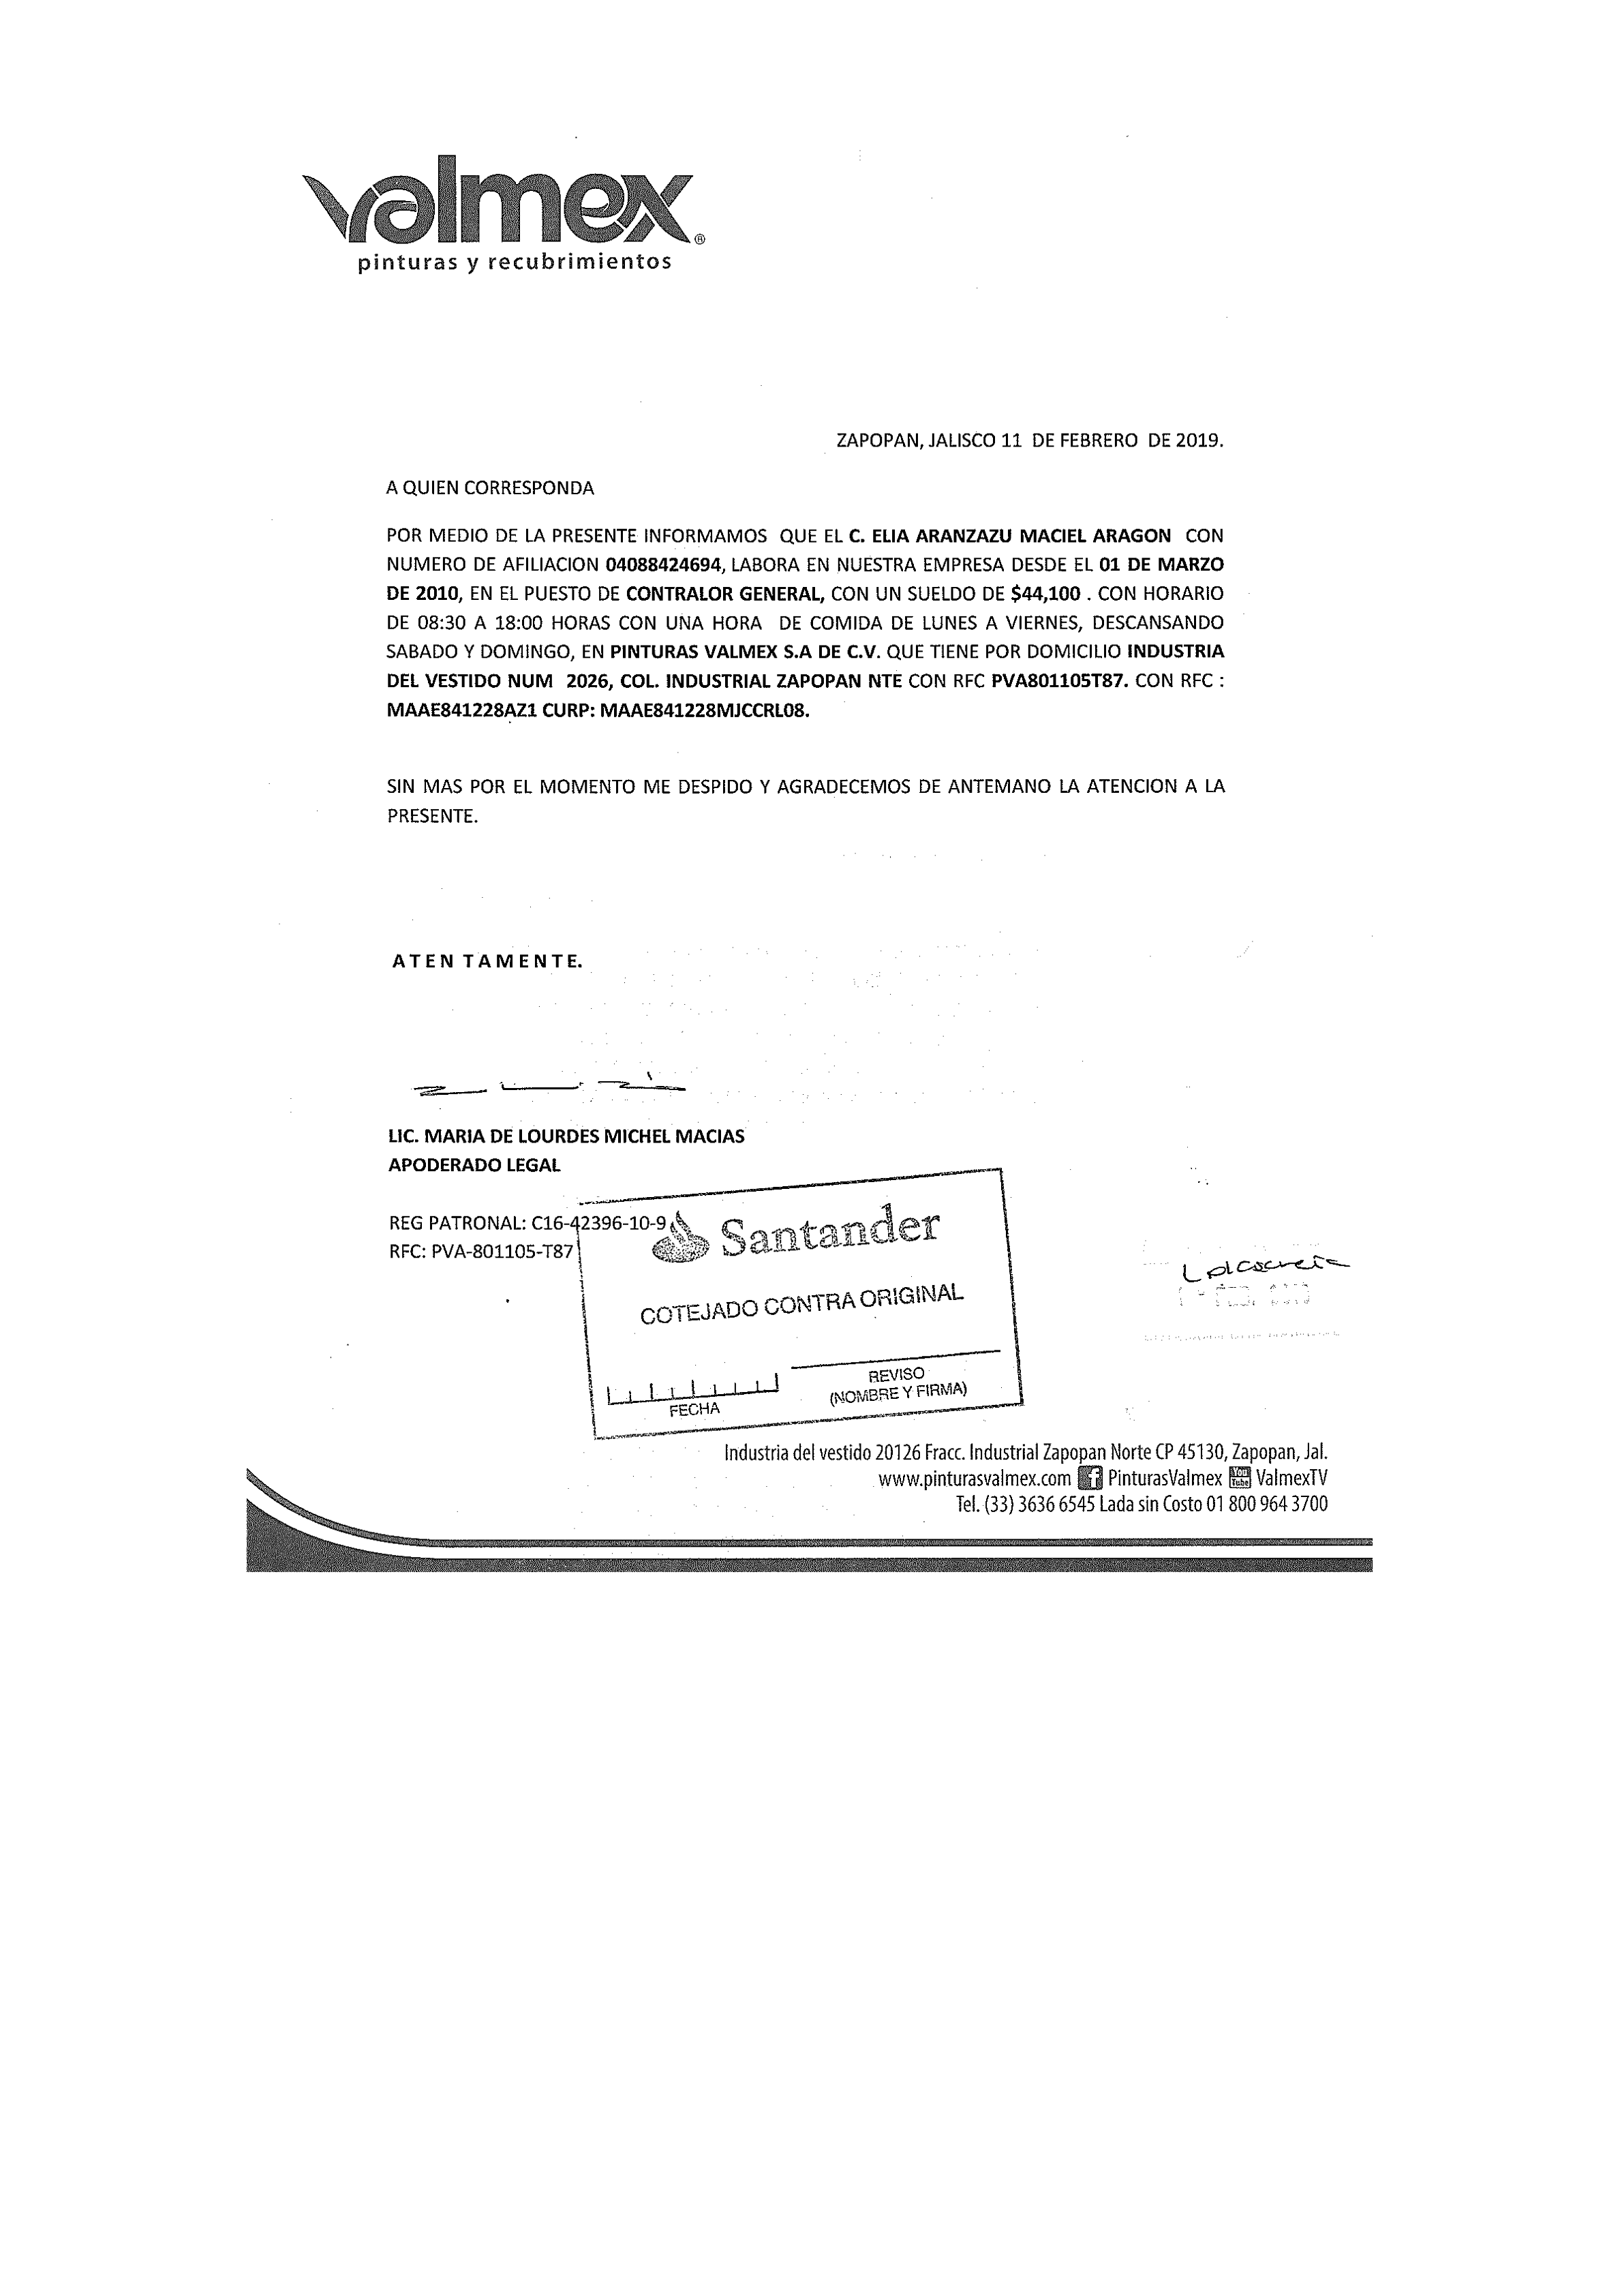 valmex®
pinturas y recubrimientos
ZAPOPAN, JALISCO 11 DE FEBRERO DE 2019.
A QUIEN CORRESPONDA
POR MEDIO DE LA PRESENTE INFORMAMOS QUE EL C. ELIA ARANZAZU MACIEL ARAGON CON
NUMERO DE AFILIACION 04088424694, LABORA EN NUESTRA EMPRESA DESDE EL 01 DE MARZO
DE 2010, EN EL PUESTO DE CONTRALOR GENERAL, CON UN SUELDO DE $44,100 . CON HORARIO
DE 08:30 A 18:00 HORAS CON UNA HORA DE COMIDA DE LUNES A VIERNES, DESCANSANDO
SABADO Y DOMINGO, EN PINTURAS VALMEX S.A DE C.V. QUE TIENE POR DOMICILIO INDUSTRIA
DEL VESTIDO NUM 2026, COL. INDUSTRIAL ZAPOPAN NTE CON RFC PVA801105T87. CON RFC :
MAAE841228AZ1 CURP: MAAE841228MJCCRL08.
SIN MAS POR EL MOMENTO ME DESPIDO Y AGRADECEMOS DE ANTEMANO LA ATENCION A LA
PRESENTE.
ATEN TAMENTE.
LIC. MARIA DE LOURDES MICHEL MACIAS
APODERADO LEGAL
REG PATRONAL: C16-42396-10-9
RFC: PVA-801105-T87
Santander
COTEJADO CONTRA ORIGINAL
FECHA
REVISO
(NOMBRE Y FIRMA)
Industria del vestido 20126 Fracc. Industrial Zapopan Norte CP 45130, Zapopan, Jal.
www.pinturasvalmex.com f PinturasValmex You Tube ValmexTV
Tel. (33) 3636 6545 Lada sin Costo 01 800 964 3700